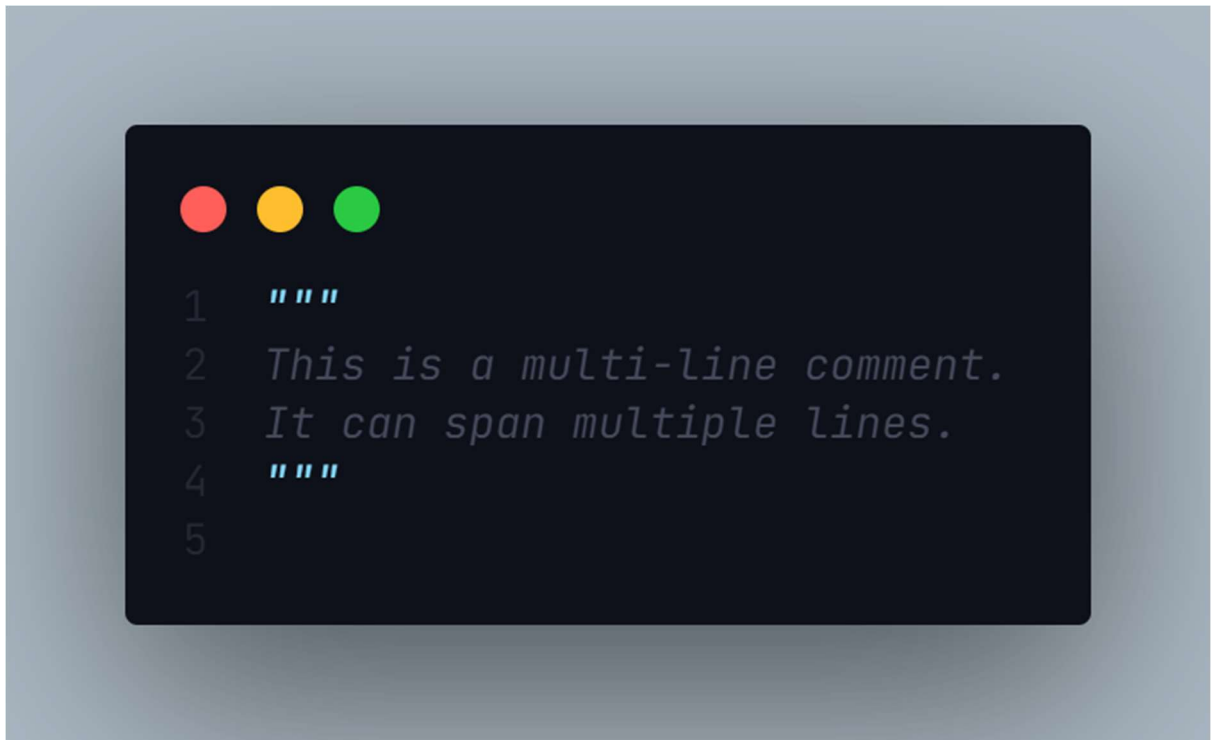 1 """
2 This is a multi-line comment.
3 It can span multiple lines.
4 """
5